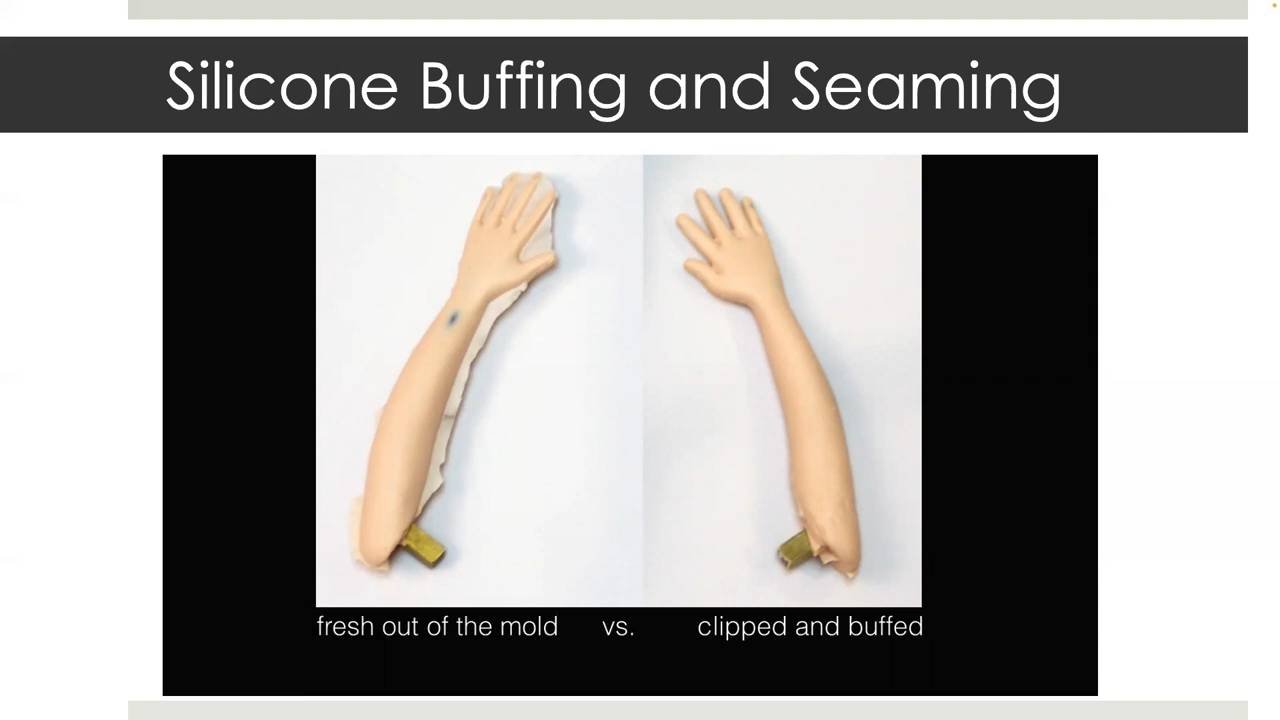 Silicone Buffing and Seaming
fresh out of the mold vs. clipped and buffed